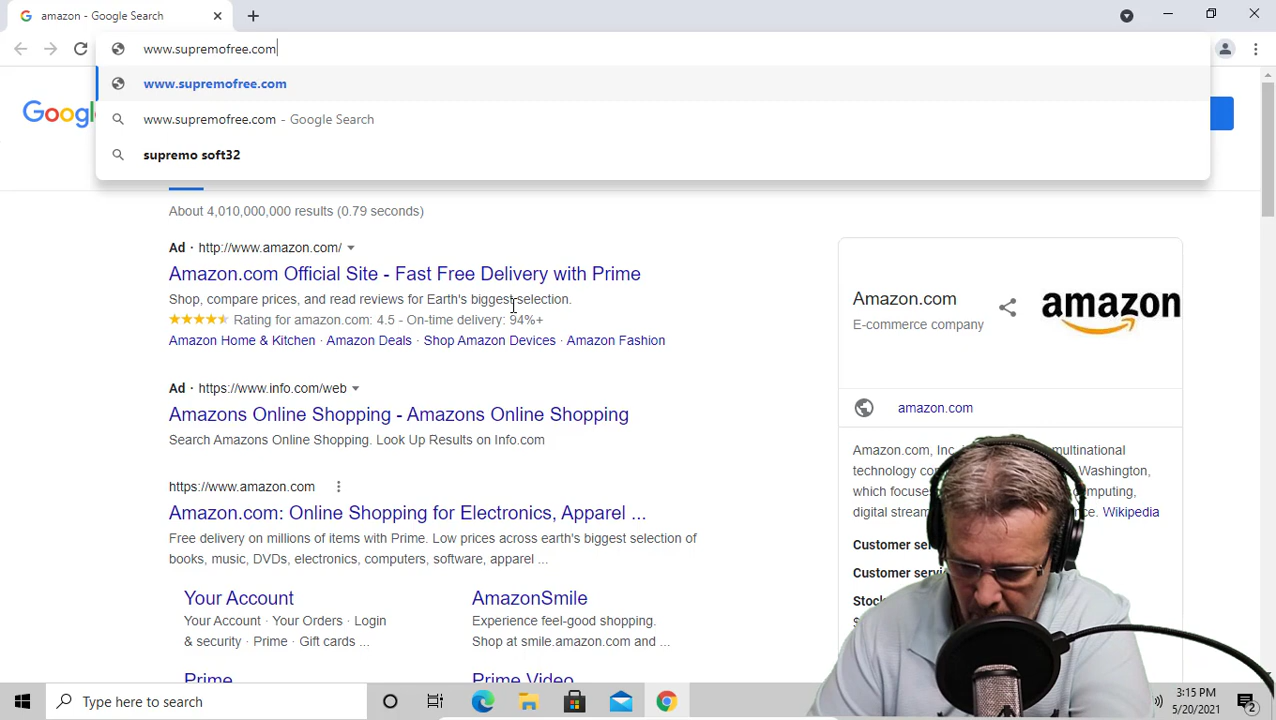 amazon - Google Search
www.supremofree.com
www.supremofree.com
www.supremofree.com - Google Search
supremo soft32
Google
About 4,010,000,000 results (0.79 seconds)
Ad · http://www.amazon.com/
Amazon.com Official Site - Fast Free Delivery with Prime
Shop, compare prices, and read reviews for Earth's biggest selection.
Rating for amazon.com: 4.5 - On-time delivery: 94%+
Amazon Home & Kitchen · Amazon Deals · Shop Amazon Devices · Amazon Fashion
Ad · https://www.info.com/web
Amazons Online Shopping - Amazons Online Shopping
Search Amazons Online Shopping. Look Up Results on Info.com
https://www.amazon.com
Amazon.com: Online Shopping for Electronics, Apparel ...
Free delivery on millions of items with Prime. Low prices across earth's biggest selection of
books, music, DVDs, electronics, computers, software, apparel ...
Your Account
Your Orders · Login
Your Account · Your Orders · Login
& security · Prime · Gift cards ...
AmazonSmile
Experience feel-good shopping.
Shop at smile.amazon.com and ...
Prime
Prime Video
Amazon.com
E-commerce company
amazon
amazon.com
Amazon.com, Inc. multinational
technology Washington,
which focuses computing,
digital Wikipedia
Customer
Customer
Type here to search
3:15 PM
5/20/2021
2